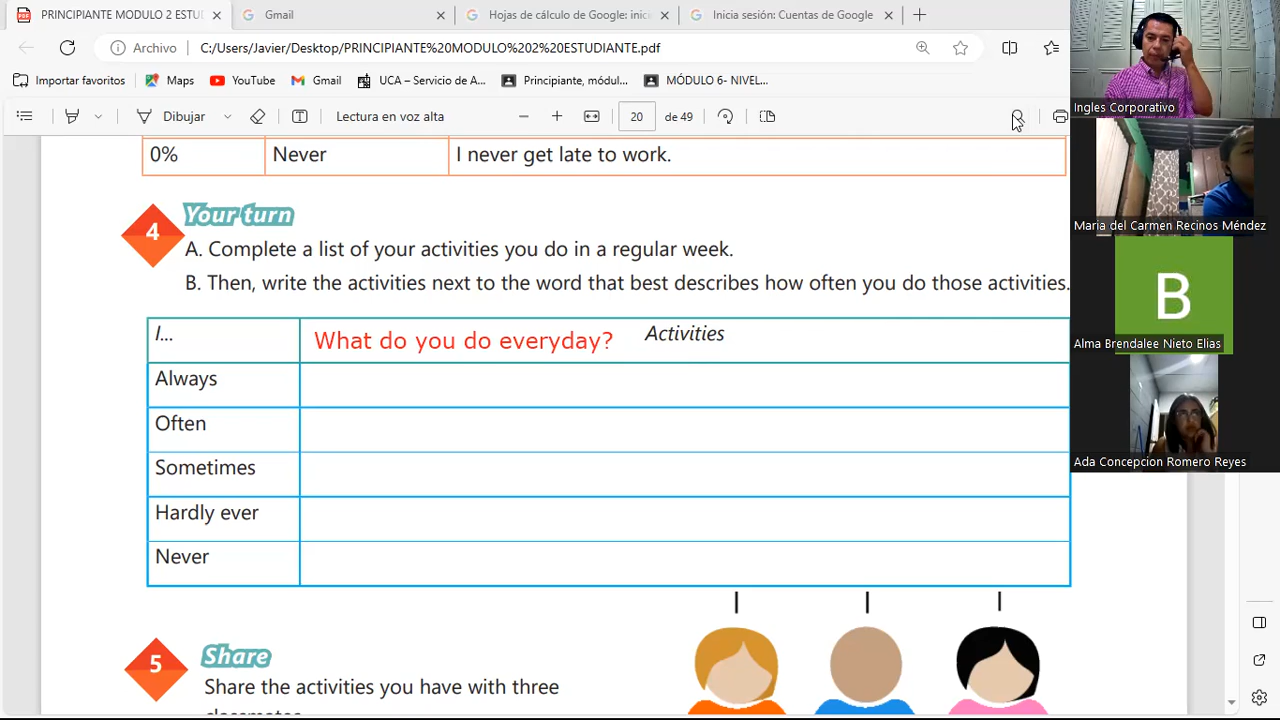 PRINCIPIANTE MODULO 2 ESTUD
Gmail
Hojas de cálculo de Google: inic
Inicia sesión: Cuentas de Google
Archivo
C:/Users/Javier/Desktop/PRINCIPIANTE%20MODULO%202%20ESTUDIANTE.pdf
Importar favoritos
Maps
YouTube
Gmail
UCA – Servicio de A...
Principiante, módul...
MÓDULO 6- NIVEL...
Dibujar
Lectura en voz alta
20
de 49
0% Never I never get late to work.
4
Your turn
A. Complete a list of your activities you do in a regular week.
B. Then, write the activities next to the word that best describes how often you do those activities.
I... What do you do everyday? Activities
Always
Often
Sometimes
Hardly ever
Never
5
Share
Share the activities you have with three
Ingles Corporativo
Maria del Carmen Recinos Méndez
B
Alma Brendalee Nieto Elias
Ada Concepcion Romero Reyes